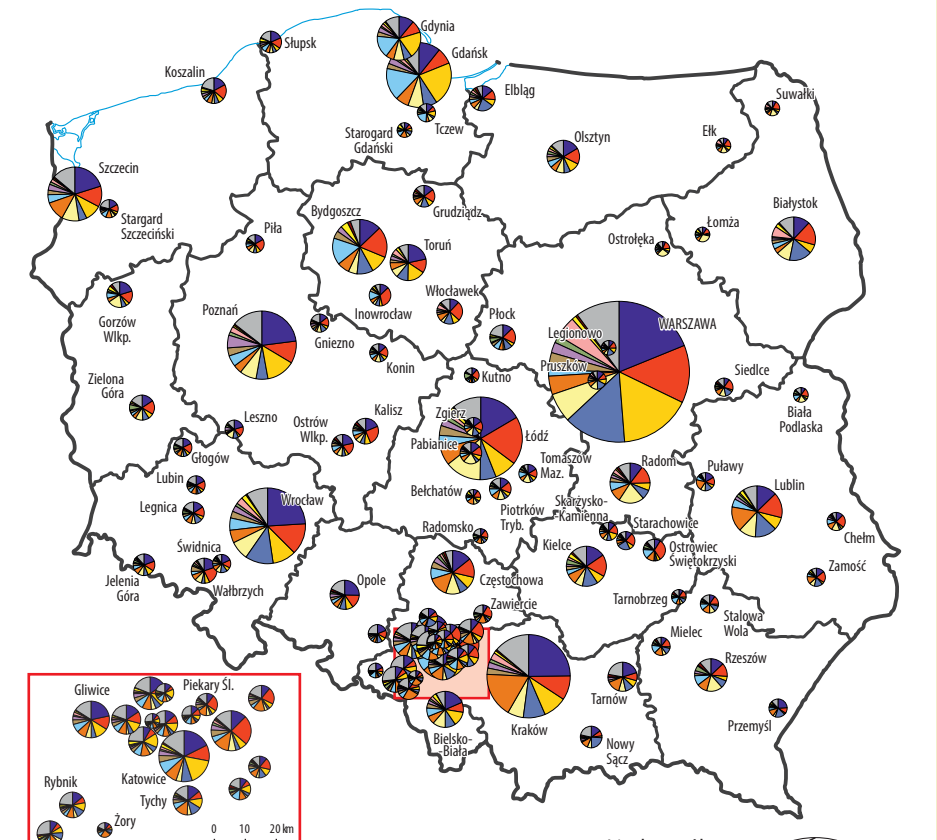 Gdynia
Słupsk
Gdańsk
Koszalin
Elbląg
Suwałki
Tczew
Starogard
Gdański
Olsztyn
Ełk
Szczecin
Stargard
Szczeciński
Grudziądz
Bydgoszcz
Białystok
Łomża
Piła
Ostrołęka
Toruń
Włocławek
Inowrocław
Gorzów
Wlkp.
Poznań
Gniezno
Płock
Legionowo
WARSZAWA
Konin
Pruszków
Siedlce
Kutno
Zielona
Góra
Biała
Podlaska
Leszno
Ostrów
Wlkp.
Kalisz
Zgierz
Pabianice
Łódź
Głogów
Tomaszów
Maz.
Radom
Puławy
Lublin
Lubin
Bełchatów
Legnica
Wrocław
Piotrków
Tryb.
Skarżysko-
-Kamienna
Starachowice
Radomsko
Chełm
Świdnica
Kielce
Ostrowiec
Świętokrzyski
Jelenia
Góra
Wałbrzych
Opole
Częstochowa
Zamość
Zawiercie
Tarnobrzeg
Stalowa
Wola
Mielec
Rzeszów
Gliwice
Piekary Śl.
Kraków
Tarnów
Przemyśl
Bielsko-
-Biała
Nowy
Sącz
Katowice
Rybnik
Tychy
Żory
0 10 20 km